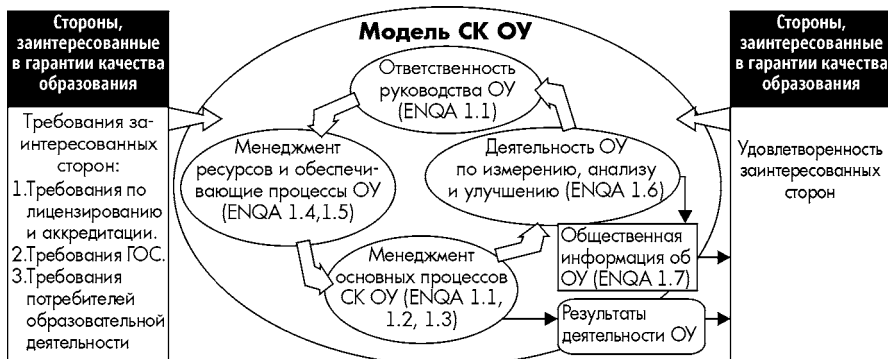 Стороны,
заинтересованные
в гарантии качества
образования
Требования за-
интересованных
сторон:
1.Требования по
лицензированию
и аккредитации.
2.Требования ГОС.
3.Требования
потребителей
образовательной
деятельности
Модель СК ОУ
Ответственность
руководства ОУ
(ENQA 1.1)
Менеджмент
ресурсов и обеспечи-
вающие процессы ОУ
(ENQA 1.4,1.5)
Деятельность ОУ
по измерению, анализу
и улучшению (ENQA 1.6)
Менеджмент
основных процессов
СК ОУ (ENQA 1.1,
1.2, 1.3)
Общественная
информация об
ОУ (ENQA 1.7)
Результаты
деятельности ОУ
Стороны,
заинтересованные
в гарантии качества
образования
Удовлетворенность
заинтересованных
сторон